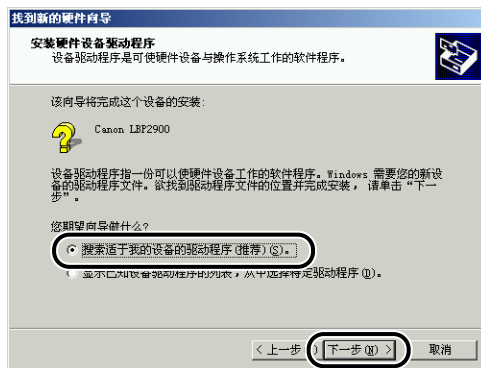 找到新的硬件向导
安装硬件设备驱动程序
设备驱动程序是可使硬件设备与操作系统工作的软件程序。
该向导将完成这个设备的安装:
Canon LBP2900
设备驱动程序指一份可以使硬件设备工作的软件程序。Windows 需要您的新设
备的驱动程序文件。欲找到驱动程序文件的位置并完成安装， 请单击“下一
步”。
您期望向导做什么?
搜索适于我的设备的驱动程序(推荐)(S)。
显示已知设备驱动程序的列表，从中选择特定驱动程序(D)。
< 上一步 ) 下一步(N) > 取消